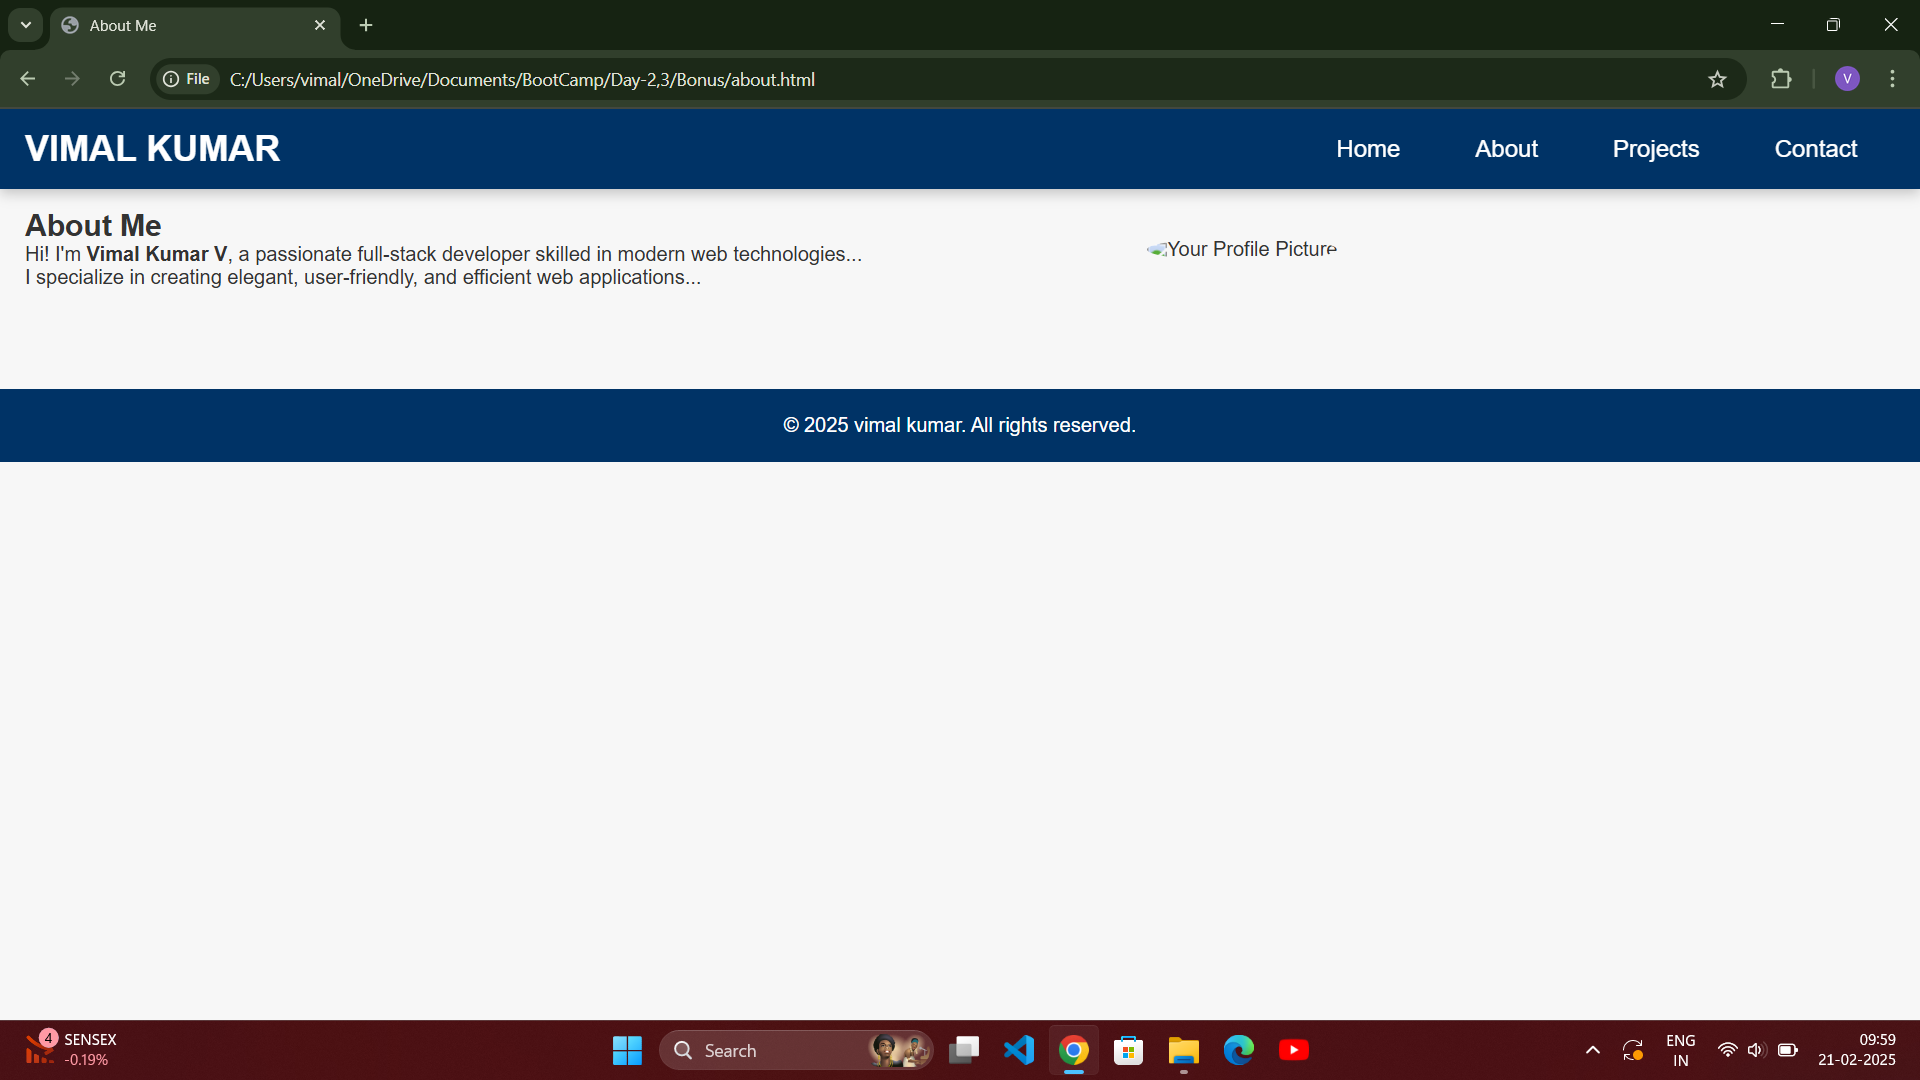 About Me
File
C:/Users/vimal/OneDrive/Documents/BootCamp/Day-2,3/Bonus/about.html
V
VIMAL KUMAR
Home
About
Projects
Contact
About Me
Hi! I'm Vimal Kumar V, a passionate full-stack developer skilled in modern web technologies...
I specialize in creating elegant, user-friendly, and efficient web applications...
Your Profile Picture
© 2025 vimal kumar. All rights reserved.
4
SENSEX
-0.19%
Search
ENG
IN
09:59
21-02-2025